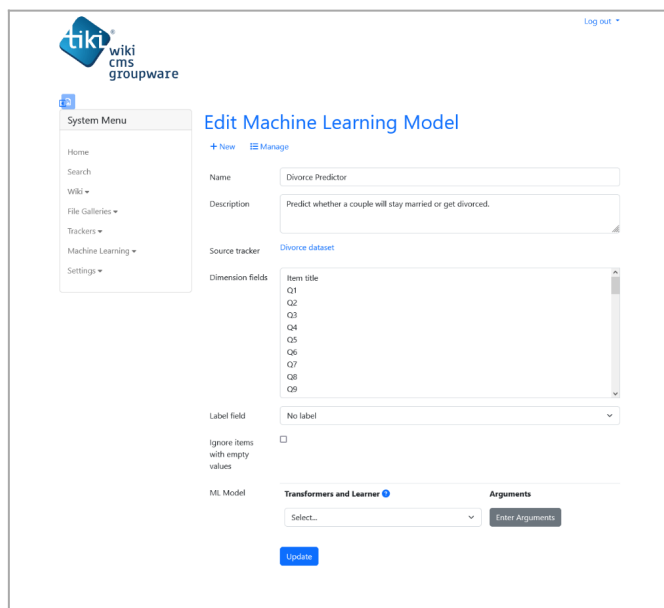 Log out
tiki
wiki
cms
groupware
System Menu
Home
Search
Wiki
File Galleries
Trackers
Machine Learning
Settings
Edit Machine Learning Model
+ New Manage
Name Divorce Predictor
Description Predict whether a couple will stay married or get divorced.
Source tracker Divorce dataset
Dimension fields Item title
Q1
Q2
Q3
Q4
Q5
Q6
Q7
Q8
Q9
Label field No label
Ignore items
with empty
values
ML Model Transformers and Learner ? Arguments
Select... Enter Arguments
Update